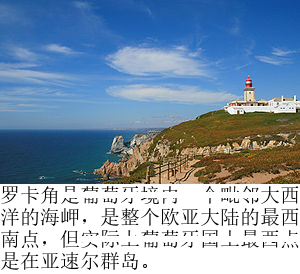 罗卡角是葡萄牙境内一个毗邻大西
洋的海岬，是整个欧亚大陆的最西
南点，但实际上葡萄牙国土最西点
是在亚速尔群岛。